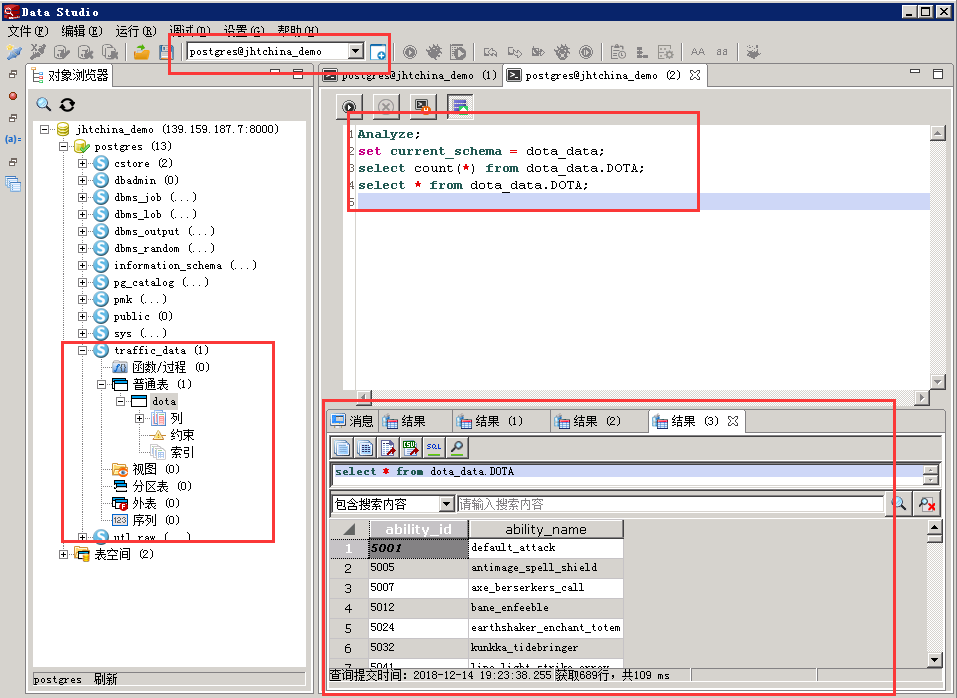 Data Studio
文件(F) 编辑(E) 运行(R) 调试(D) 设置(G) 帮助(H)
postgres@jhtchina_demo
AA aa
对象浏览器
postgres@jhtchina_demo (1)
postgres@jhtchina_demo (2)
(a)=
jhtchina_demo (139.159.187.7:8000)
postgres (13)
cstore (2)
dbadmin (0)
dbms_job (...)
dbms_lob (...)
dbms_output (...)
dbms_random (...)
information_schema (...)
pg_catalog (...)
pmk (...)
public (0)
sys (...)
traffic_data (1)
函数/过程 (0)
普通表 (1)
dota
列
约束
索引
视图 (0)
分区表 (0)
外表 (0)
序列 (0)
utl_raw (...)
表空间 (2)
postgres 刷新
1 Analyze;
2 set current_schema = dota_data;
3 select count(*) from dota_data.DOTA;
4 select * from dota_data.DOTA;
5
消息 结果 结果 (1) 结果 (2) 结果 (3)
SQL
select * from dota_data.DOTA
包含搜索内容 请输入搜索内容
ability_id ability_name
1 5001 default_attack
2 5005 antimage_spell_shield
3 5007 axe_berserkers_call
4 5012 bane_enfeeble
5 5024 earthshaker_enchant_totem
6 5032 kunkka_tidebringer
7 5041 lina_light_strike_array
查询提交时间：2018-12-14 19:23:38.255 获取689行，共109 ms